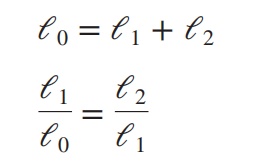 ℓ₀ = ℓ₁ + ℓ₂
ℓ₁/ℓ₀ = ℓ₂/ℓ₁